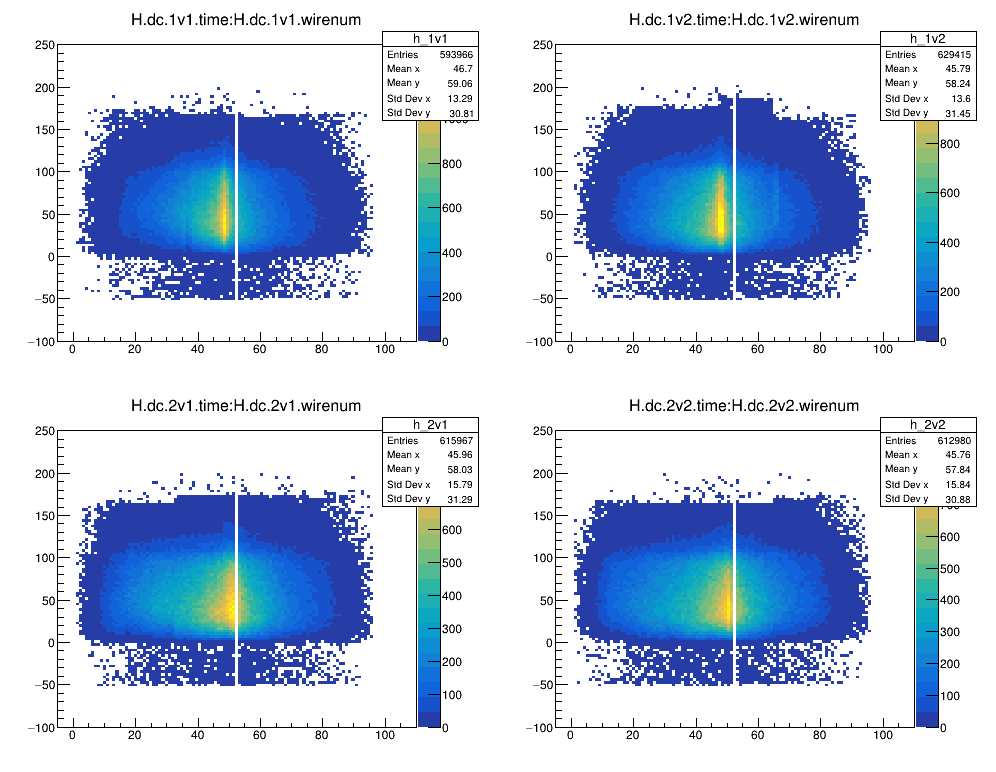 H.dc.1v1.time:H.dc.1v1.wirenum
h_1v1
Entries 593966
Mean x 46.7
Mean y 59.06
Std Dev x 13.29
Std Dev y 30.81
250
200
150
100
50
0
−50
−100
0 20 40 60 80 100
800
600
400
200
0
H.dc.1v2.time:H.dc.1v2.wirenum
h_1v2
Entries 629415
Mean x 45.79
Mean y 58.24
Std Dev x 13.6
Std Dev y 31.45
250
200
150
100
50
0
−50
−100
0 20 40 60 80 100
800
600
400
200
0
H.dc.2v1.time:H.dc.2v1.wirenum
h_2v1
Entries 615967
Mean x 45.96
Mean y 58.03
Std Dev x 15.79
Std Dev y 31.29
250
200
150
100
50
0
−50
−100
0 20 40 60 80 100
600
500
400
300
200
100
0
H.dc.2v2.time:H.dc.2v2.wirenum
h_2v2
Entries 612980
Mean x 45.76
Mean y 57.84
Std Dev x 15.84
Std Dev y 30.88
250
200
150
100
50
0
−50
−100
0 20 40 60 80 100
600
500
400
300
200
100
0